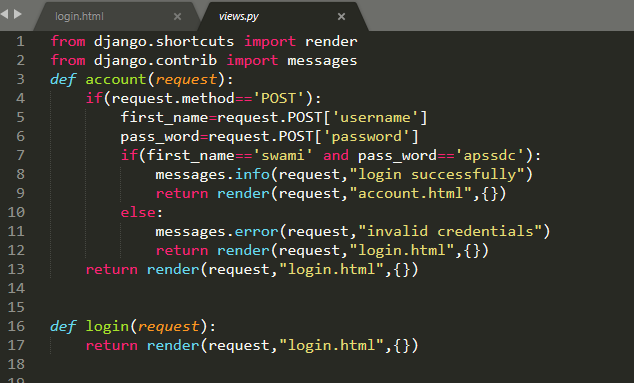 login.html × views.py ×
1 from django.shortcuts import render
2 from django.contrib import messages
3 def account(request):
4     if(request.method=='POST'):
5         first_name=request.POST['username']
6         pass_word=request.POST['password']
7         if(first_name=='swami' and pass_word=='apssdc'):
8             messages.info(request,"login successfully")
9             return render(request,"account.html",{})
10         else:
11             messages.error(request,"invalid credentials")
12             return render(request,"login.html",{})
13     return render(request,"login.html",{})
14
15
16 def login(request):
17     return render(request,"login.html",{})
18
19